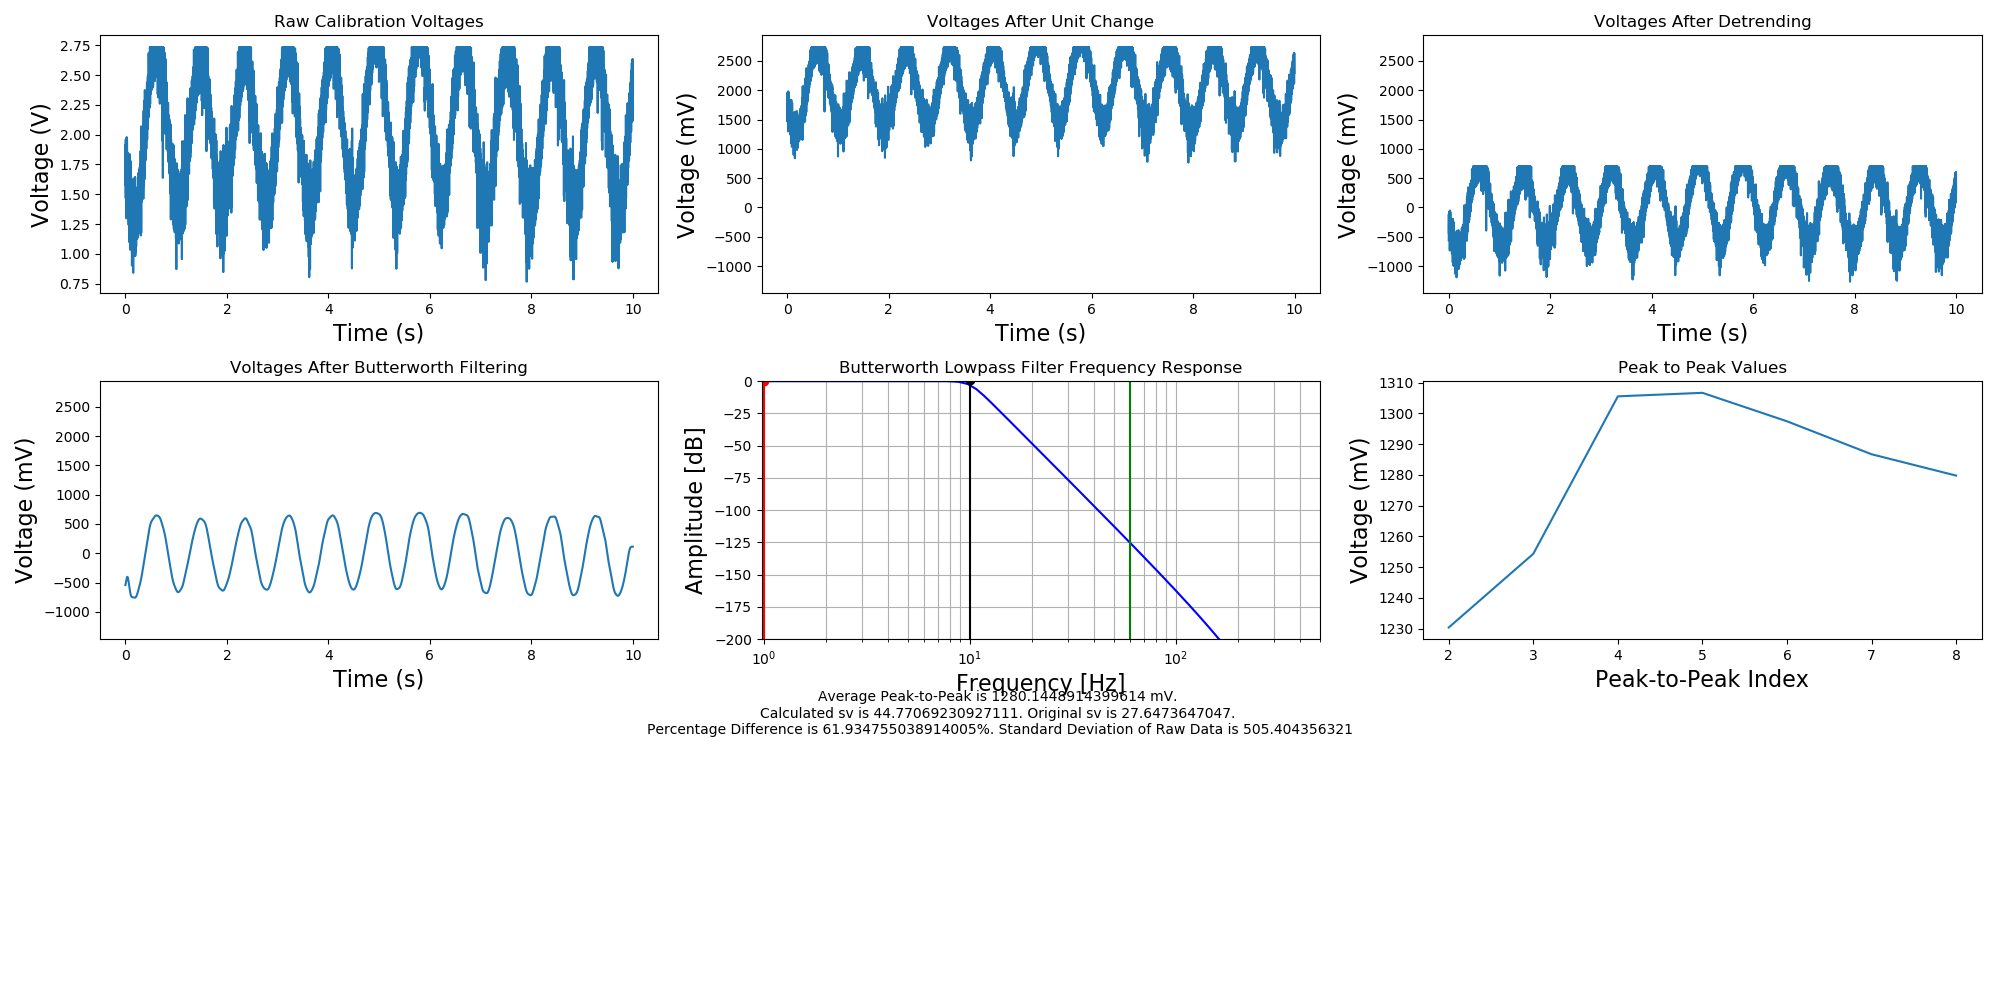 Raw Calibration Voltages
Voltage (V)
2.75
2.50
2.25
2.00
1.75
1.50
1.25
1.00
0.75
0 2 4 6 8 10
Time (s)
Voltages After Unit Change
Voltage (mV)
2500
2000
1500
1000
500
0
−500
−1000
0 2 4 6 8 10
Time (s)
Voltages After Detrending
Voltage (mV)
2500
2000
1500
1000
500
0
−500
−1000
0 2 4 6 8 10
Time (s)
Voltages After Butterworth Filtering
Voltage (mV)
2500
2000
1500
1000
500
0
−500
−1000
0 2 4 6 8 10
Time (s)
Butterworth Lowpass Filter Frequency Response
Amplitude [dB]
0
−25
−50
−75
−100
−125
−150
−175
−200
10⁰ 10¹ 10²
Frequency [Hz]
Peak to Peak Values
Voltage (mV)
1310
1300
1290
1280
1270
1260
1250
1240
1230
2 3 4 5 6 7 8
Peak-to-Peak Index
Average Peak-to-Peak is 1280.1448914399614 mV.
Calculated sv is 44.77069230927111. Original sv is 27.6473647047.
Percentage Difference is 61.934755038914005%. Standard Deviation of Raw Data is 505.404356321